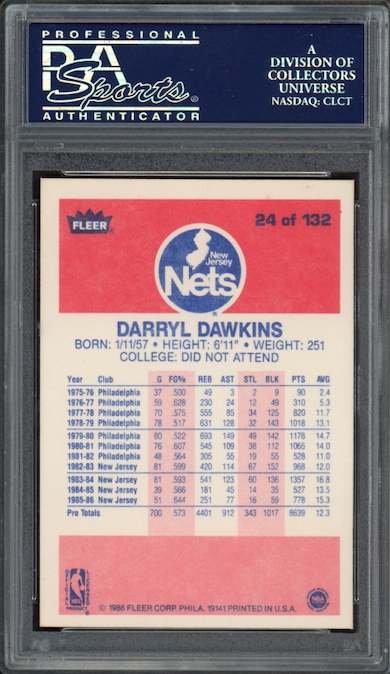 PROFESSIONAL
PSA
Sports
AUTHENTICATOR
A
DIVISION OF
COLLECTORS
UNIVERSE
NASDAQ: CLCT
FLEER
24 of 132
New
Jersey
Nets
DARRYL DAWKINS
BORN: 1/11/57 • HEIGHT: 6'11" • WEIGHT: 251
COLLEGE: DID NOT ATTEND
Year Club G FG% REB AST STL BLK PTS AVG
1975-76 Philadelphia 37 .500 49 3 2 9 90 2.4
1976-77 Philadelphia 59 .628 230 24 12 49 310 5.3
1977-78 Philadelphia 70 .575 555 85 34 125 820 11.7
1978-79 Philadelphia 78 .517 631 128 32 143 1018 13.1
1979-80 Philadelphia 80 .522 693 149 49 142 1178 14.7
1980-81 Philadelphia 76 .607 545 109 38 112 1065 14.0
1981-82 Philadelphia 48 .564 305 55 19 55 528 11.0
1982-83 New Jersey 81 .599 420 114 67 152 968 12.0
1983-84 New Jersey 81 .593 541 123 60 136 1357 16.8
1984-85 New Jersey 39 .566 181 45 14 35 527 13.5
1985-86 New Jersey 51 .644 251 77 16 59 778 15.3
Pro Totals 700 .573 4401 912 343 1017 8639 12.3
NBA
PRODUCT
© 1986 FLEER CORP. PHILA. 19141 PRINTED IN U.S.A.
NBA